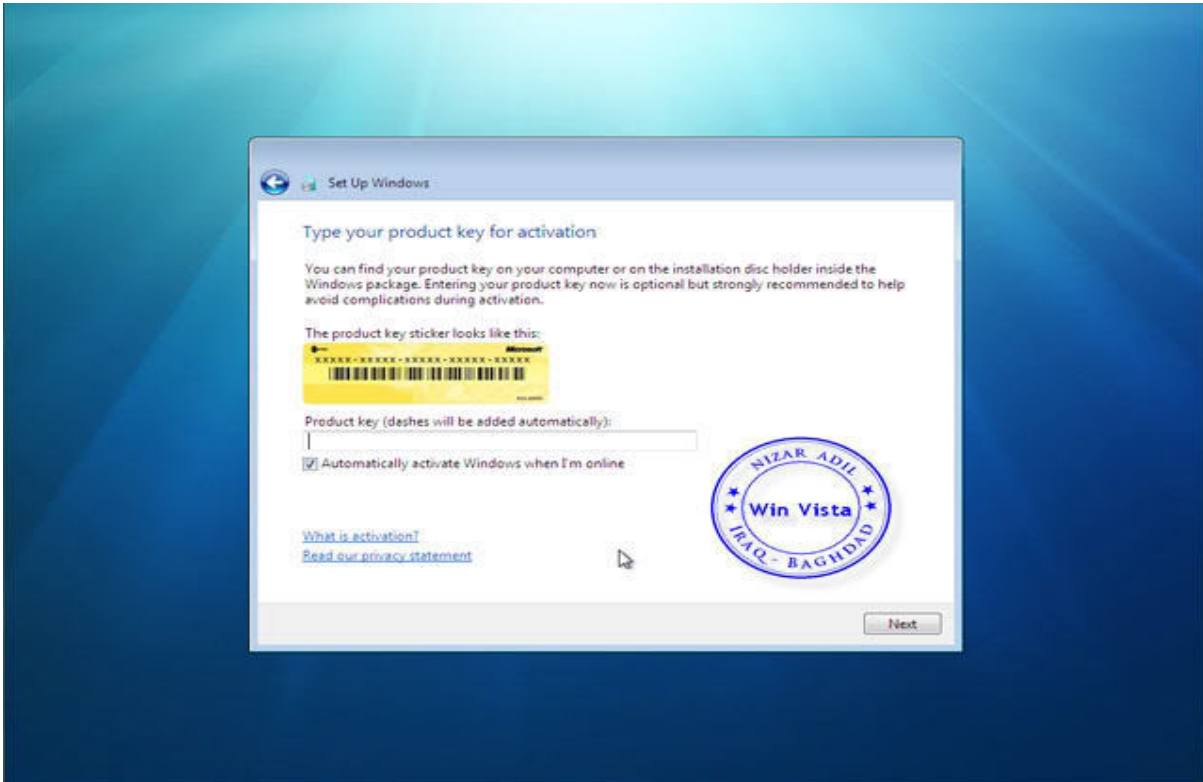 Set Up Windows
Type your product key for activation
You can find your product key on your computer or on the installation disc holder inside the
Windows package. Entering your product key now is optional but strongly recommended to help
avoid complications during activation.
The product key sticker looks like this:
Microsoft
XXXXX-XXXXX-XXXXX-XXXXX-XXXXX
Product key (dashes will be added automatically):
Automatically activate Windows when I'm online
NIZAR ADIL
Win Vista
IRAQ - BAGHDAD
What is activation?
Read our privacy statement
Next